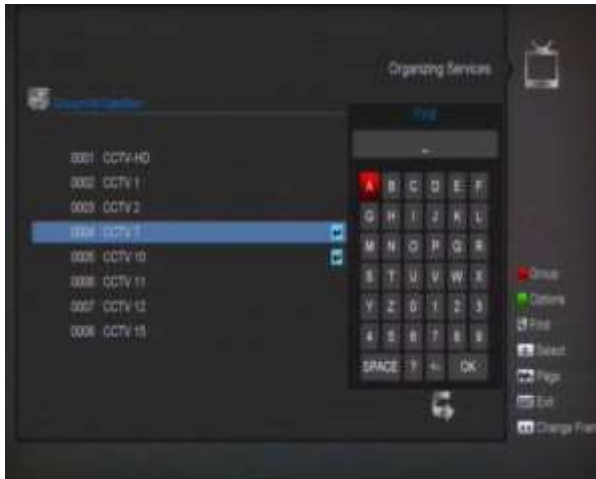 Organizing Services
Find
0001 CCTV-HD
0002 CCTV 1
0003 CCTV 2
0004 CCTV 7
0005 CCTV 10
0006 CCTV 11
0007 CCTV 12
0008 CCTV 15
A B C D E F
G H I J K L
M N O P Q R
S T U V W X
Y Z 0 1 2 3
4 5 6 7 8 9
SPACE ? <- OK
Group
Options
Find
Select
Page
Exit
Change Fram